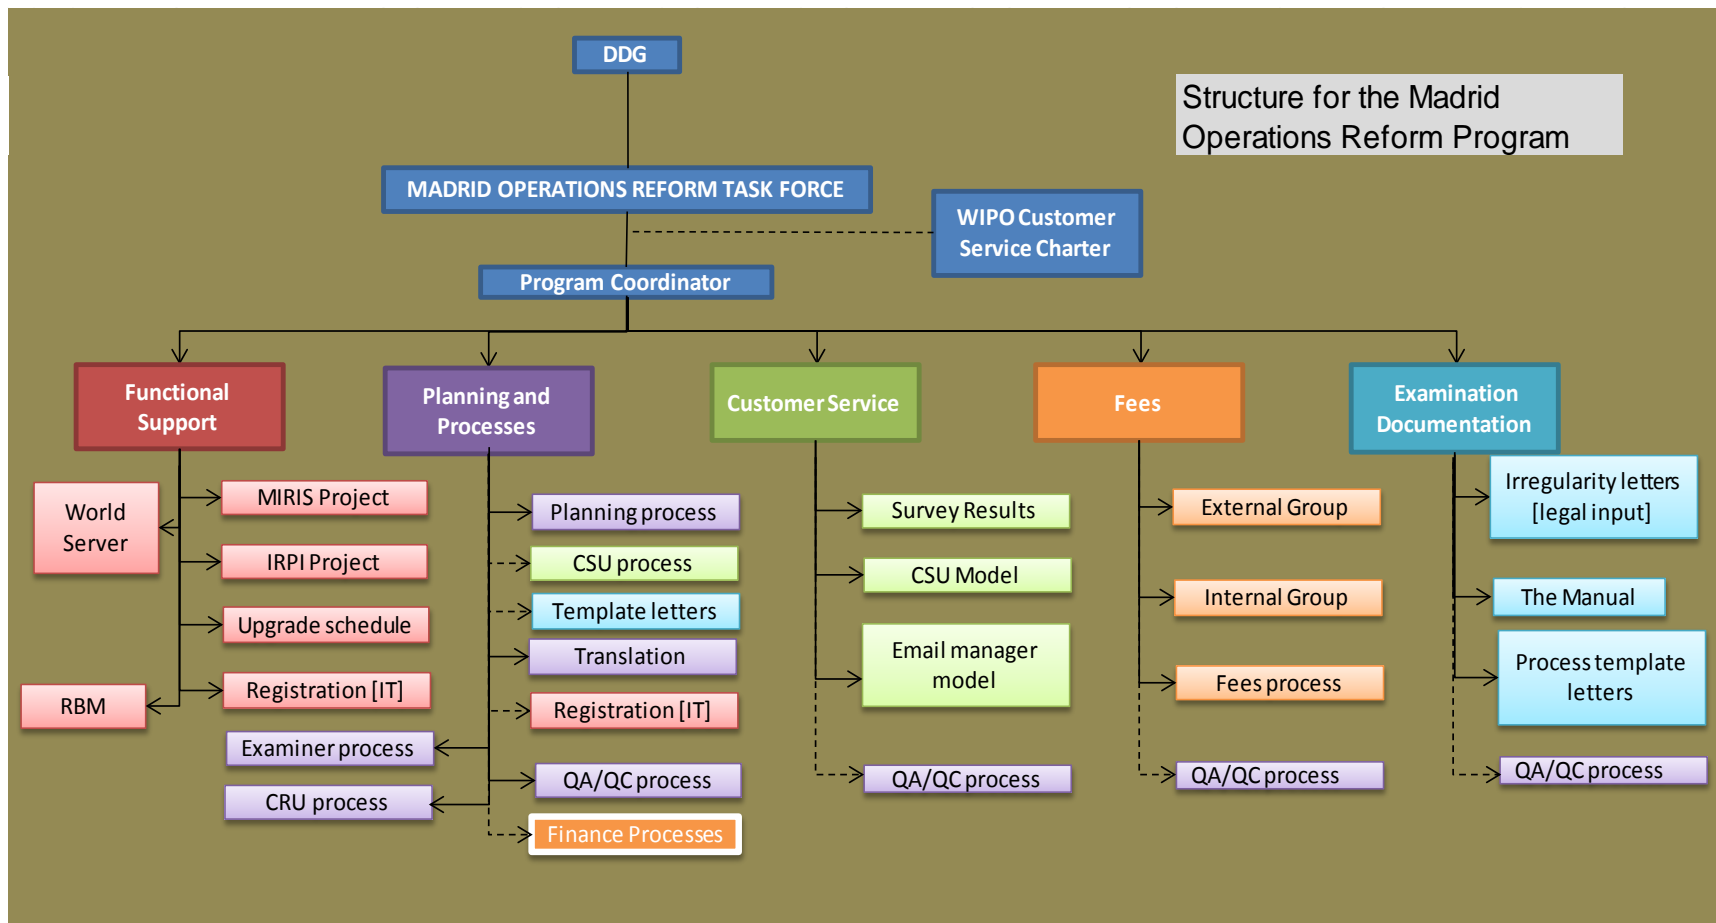 DDG
Structure for the Madrid
Operations Reform Program
MADRID OPERATIONS REFORM TASK FORCE
WIPO Customer
Service Charter
Program Coordinator
Functional
Support
Planning and
Processes
Customer Service
Fees
Examination
Documentation
World
Server
MIRIS Project
IRPI Project
Upgrade schedule
Registration [IT]
RBM
Planning process
CSU process
Template letters
Translation
Registration [IT]
Examiner process
QA/QC process
CRU process
Finance Processes
Survey Results
CSU Model
Email manager
model
QA/QC process
External Group
Internal Group
Fees process
QA/QC process
Irregularity letters
[legal input]
The Manual
Process template
letters
QA/QC process